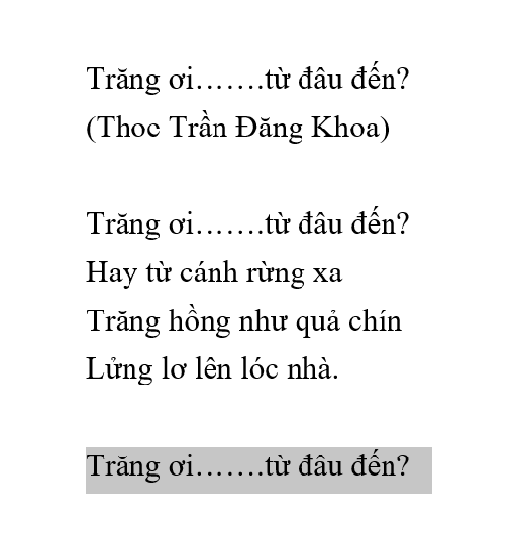 Trăng ơi…….từ đâu đến?
(Thoc Trần Đăng Khoa)
Trăng ơi…….từ đâu đến?
Hay từ cánh rừng xa
Trăng hồng như quả chín
Lửng lơ lên lóc nhà.
Trăng ơi…….từ đâu đến?